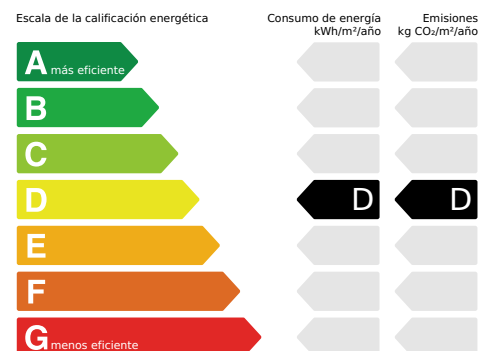 Escala de la calificación energética
Consumo de energía
kWh/m²/año
Emisiones
kg CO₂/m²/año
A más eficiente
B
C
D D D
E
F
G menos eficiente